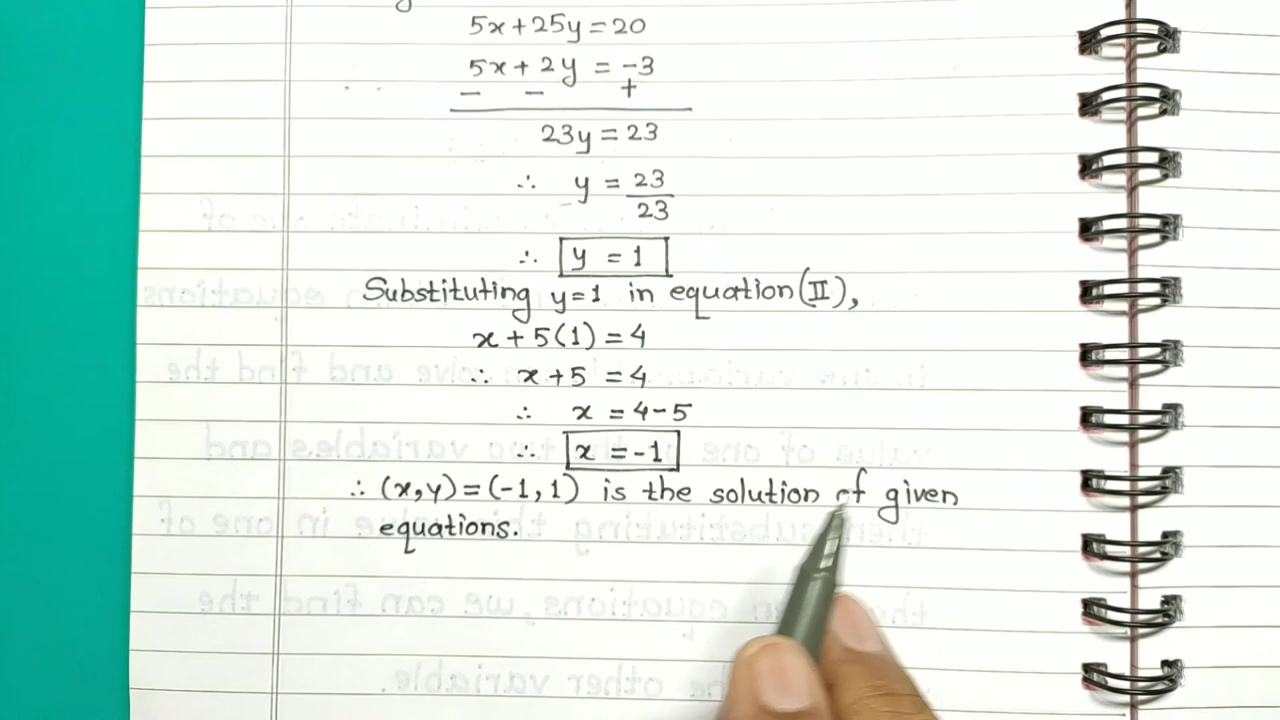 5x+25y=20
5x+2y=-3
- - +
23y=23
∴ y=23/23
∴ y=1
Substituting y=1 in equation(II),
x+5(1)=4
∴ x+5=4
∴ x=4-5
∴ x=-1
∴ (x,y)=(-1,1) is the solution of given
equations.